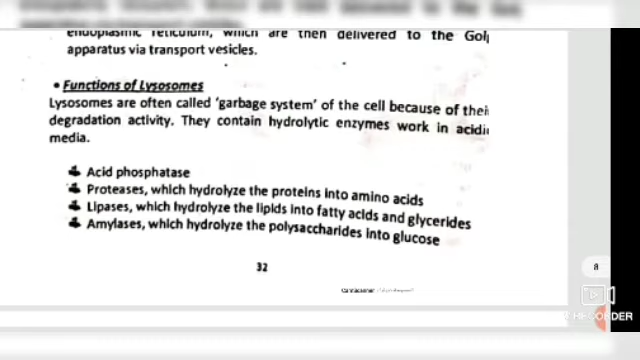 endoplasmic reticulum, which are then delivered to the Gol
apparatus via transport vesicles.
• Functions of Lysosomes
Lysosomes are often called 'garbage system' of the cell because of thei
degradation activity. They contain hydrolytic enzymes work in acidi
media.
Acid phosphatase
Proteases, which hydrolyze the proteins into amino acids
Lipases, which hydrolyze the lipids into fatty acids and glycerides
Amylases, which hydrolyze the polysaccharides into glucose
32
CamScanner
8
RECORDER